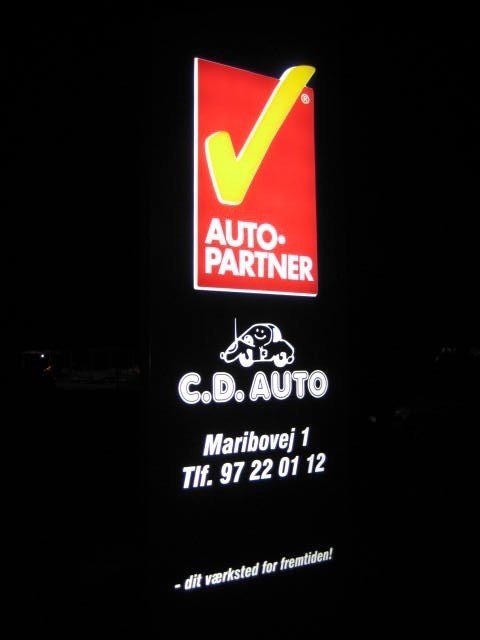 ®
AUTO•
PARTNER
C.D. AUTO
Maribovej 1
Tlf. 97 22 01 12
- dit værksted for fremtiden!